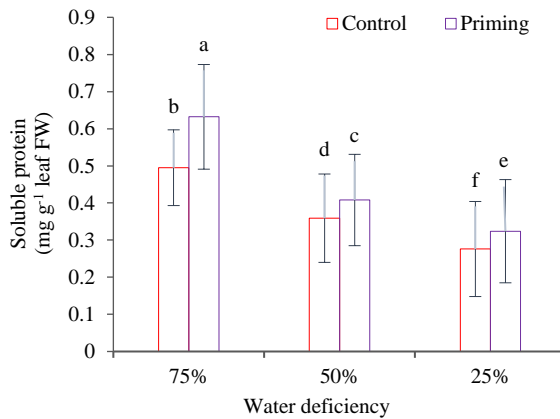 Control Priming
0.9
0.8
0.7
0.6
0.5
0.4
0.3
0.2
0.1
0
Soluble protein
(mg g⁻¹ leaf FW)
b
a
d
c
f
e
75% 50% 25%
Water deficiency